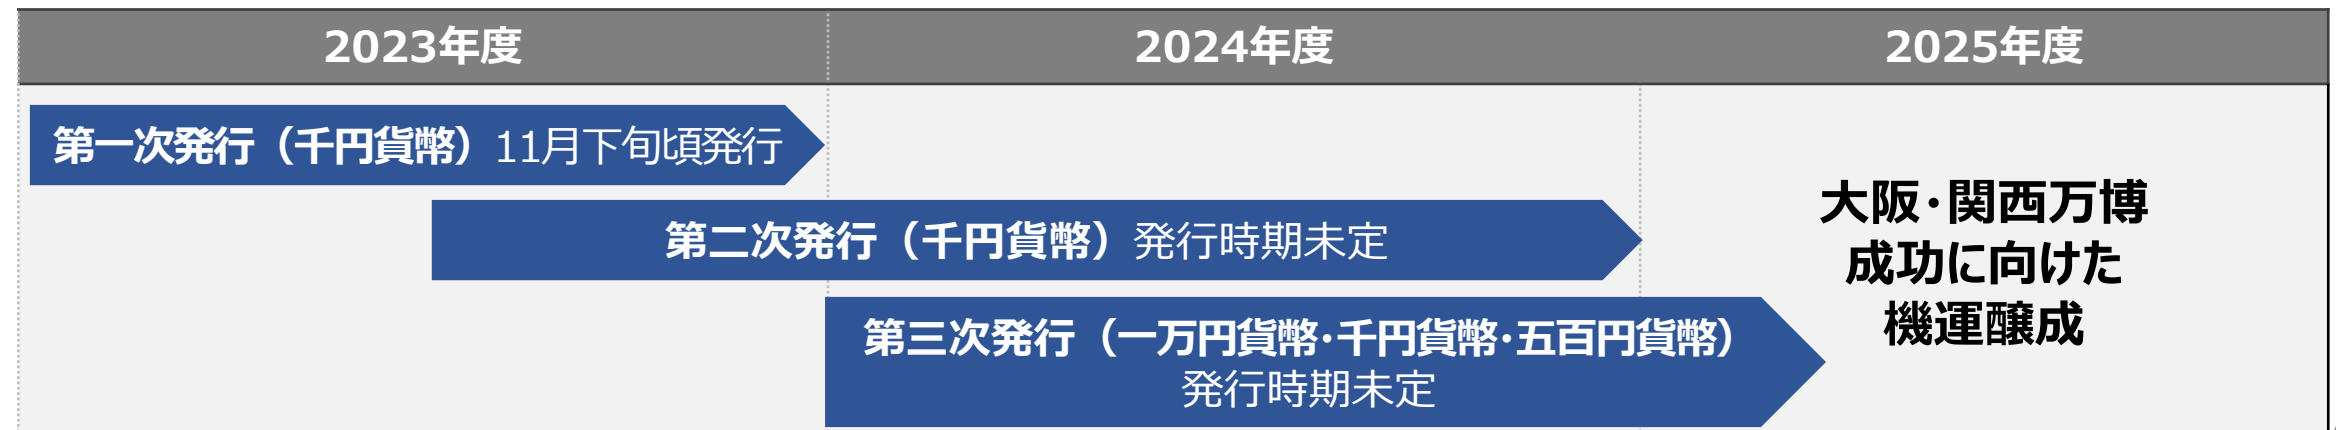 2023年度
2024年度
2025年度
第一次発行（千円貨幣）11月下旬頃発行
第二次発行（千円貨幣）発行時期未定
第三次発行（一万円貨幣・千円貨幣・五百円貨幣）
発行時期未定
大阪・関西万博
成功に向けた
機運醸成